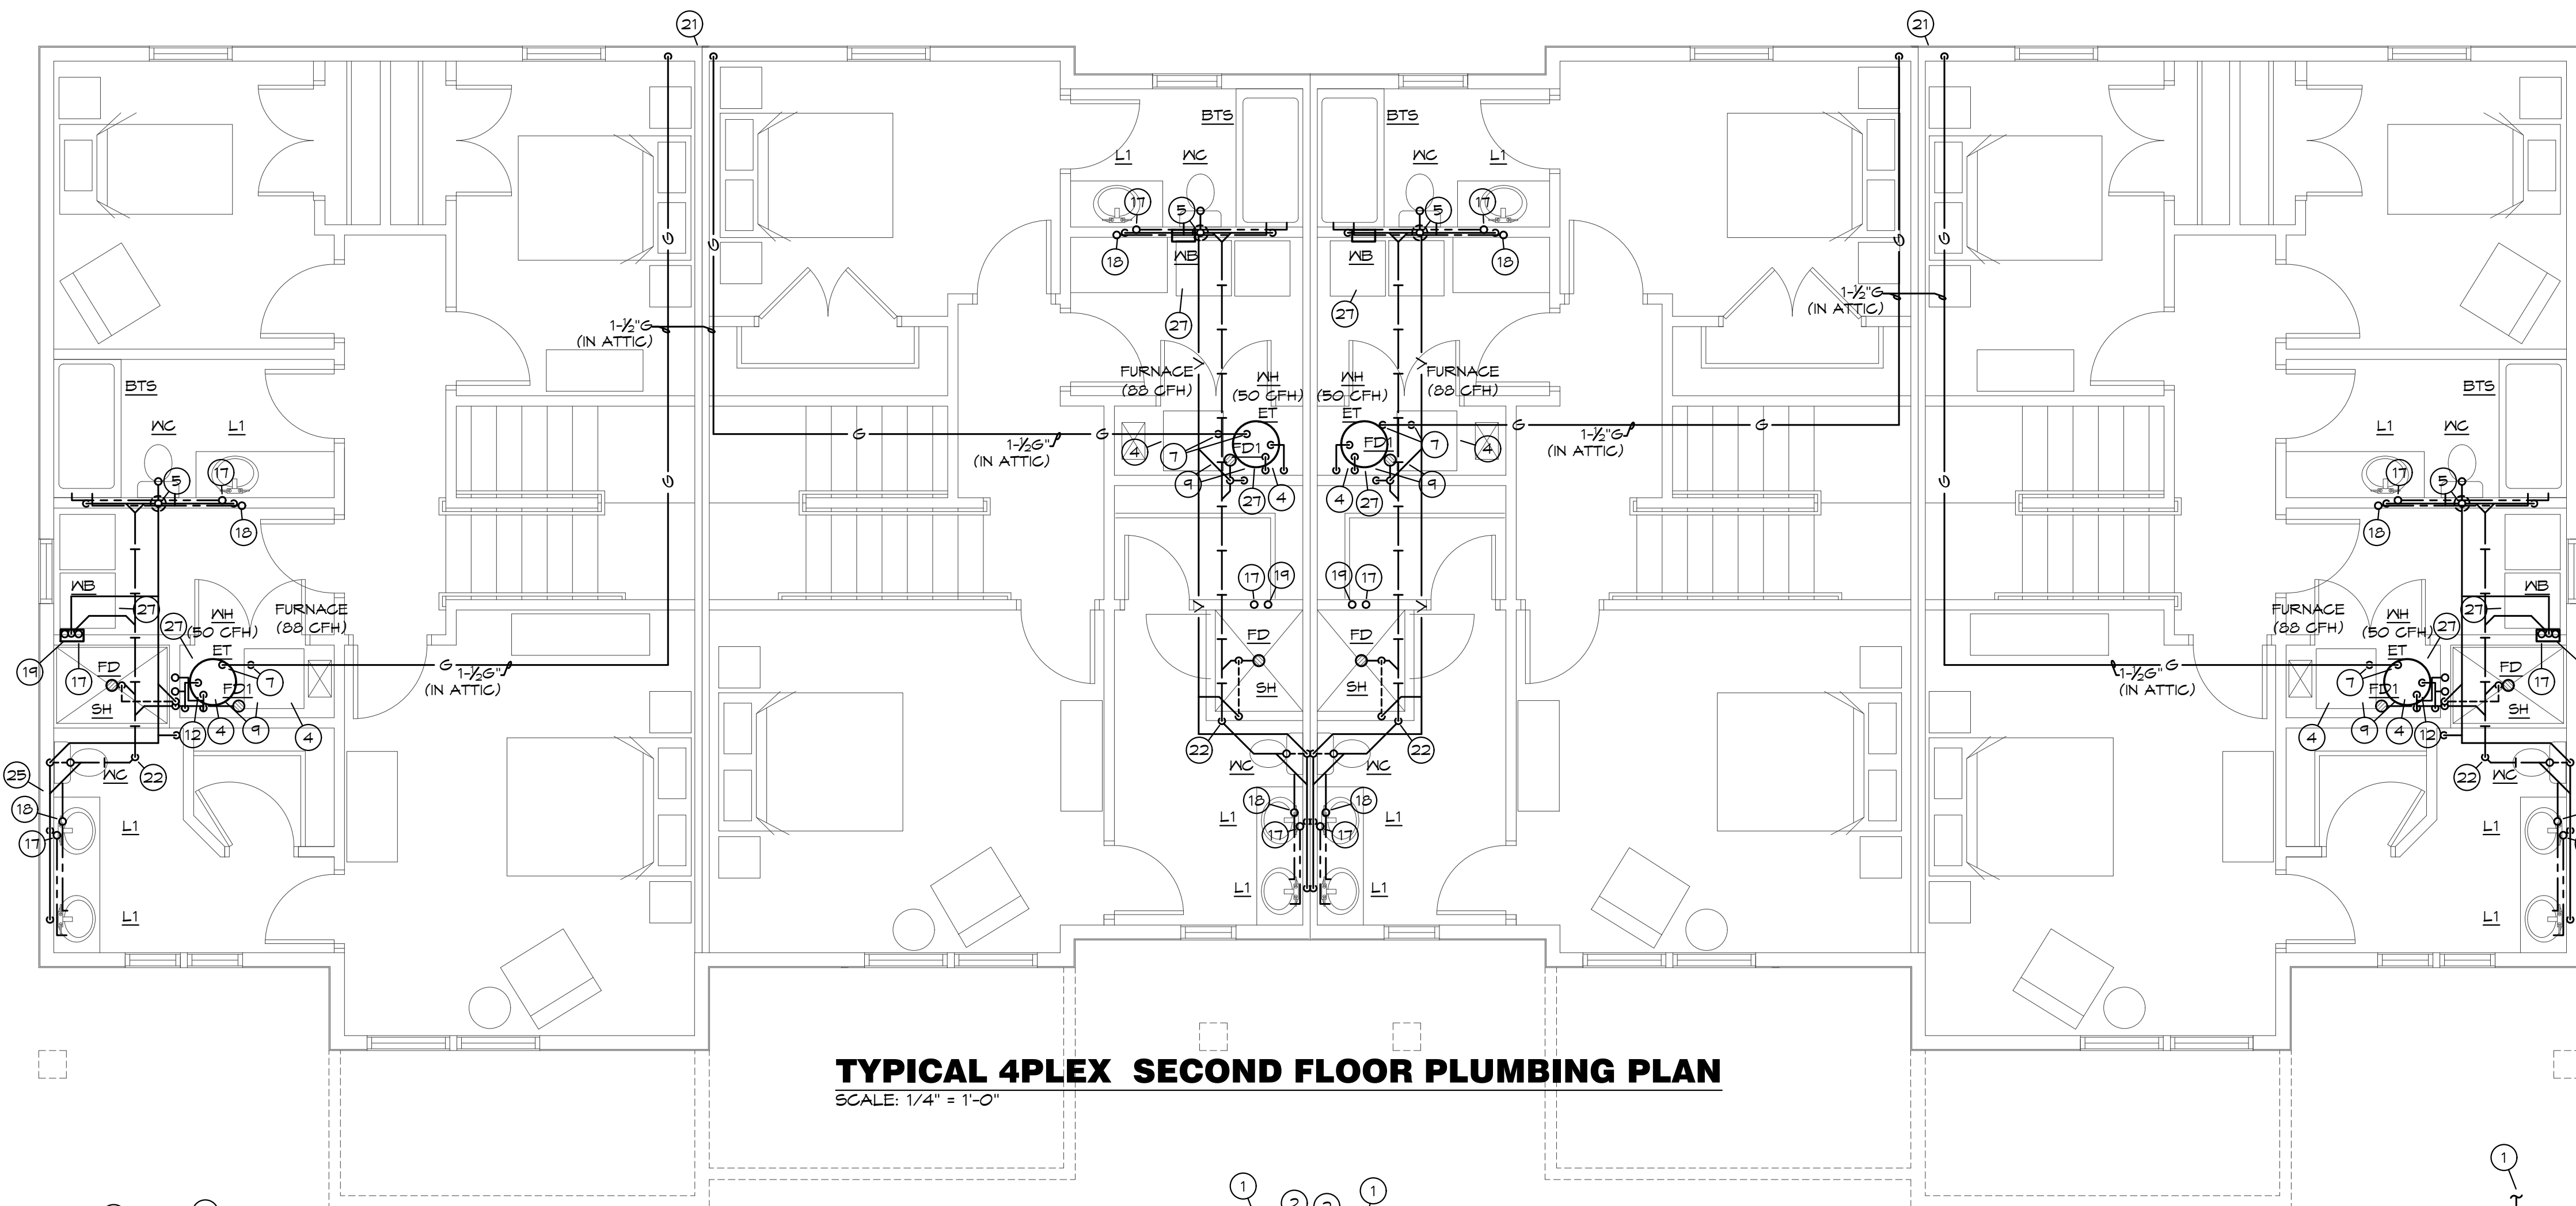 21
21
BTS
BTS
L1
WC
WC
L1
17
5
5
17
18
WB
WB
18
27
27
G
G
G
G
1-½"G
(IN ATTIC)
1-½"G
(IN ATTIC)
FURNACE
(88 CFH)
WH
(50 CFH)
ET
WH
(50 CFH)
ET
FURNACE
(88 CFH)
BTS
BTS
WC
L1
L1
WC
G
1-½G"
(IN ATTIC)
G
G
1-½"G
(IN ATTIC)
G
4
7
FD1
FD1
7
4
9
27
4
4
27
9
G
G
5
17
17
5
18
18
17
19
19
17
WB
27
27
WH
(50 CFH)
FURNACE
(88 CFH)
FURNACE
(88 CFH)
WH
(50 CFH)
27
27
WB
19
17
FD
SH
ET
FD1
7
G
1-½G"
(IN ATTIC)
FD
SH
FD
SH
G
1-½G"
(IN ATTIC)
ET
7
FD1
FD
SH
17
12
4
9
4
4
9
4
12
22
22
25
WC
22
WC
WC
22
WC
18
17
L1
L1
18
17
L1
L1
18
17
L1
L1
L1
L1
TYPICAL 4PLEX SECOND FLOOR PLUMBING PLAN
SCALE: 1/4" = 1'-0"
1
1
1
2